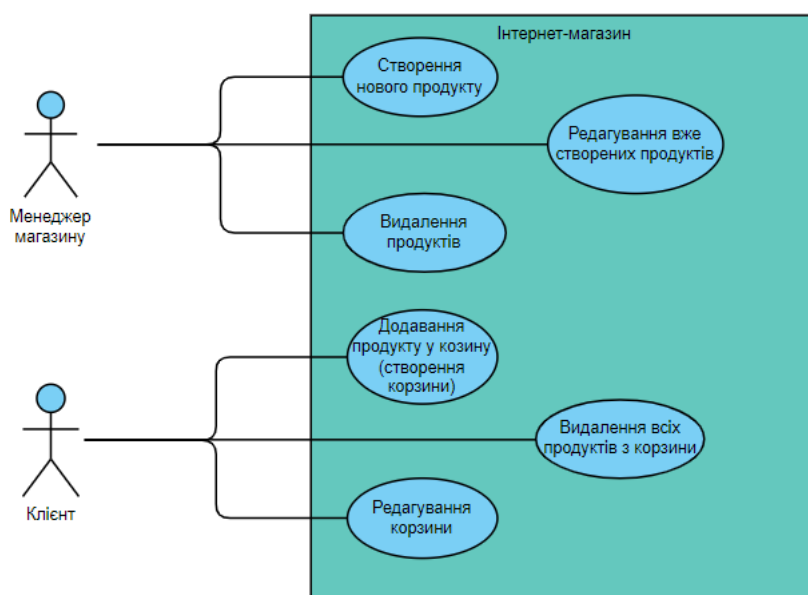 Інтернет-магазин
Створення
нового продукту
Редагування вже
створених продуктів
Менеджер
магазину
Видалення
продуктів
Додавання
продукту у козину
(створення
корзини)
Видалення всіх
продуктів з корзини
Клієнт
Редагування
корзини